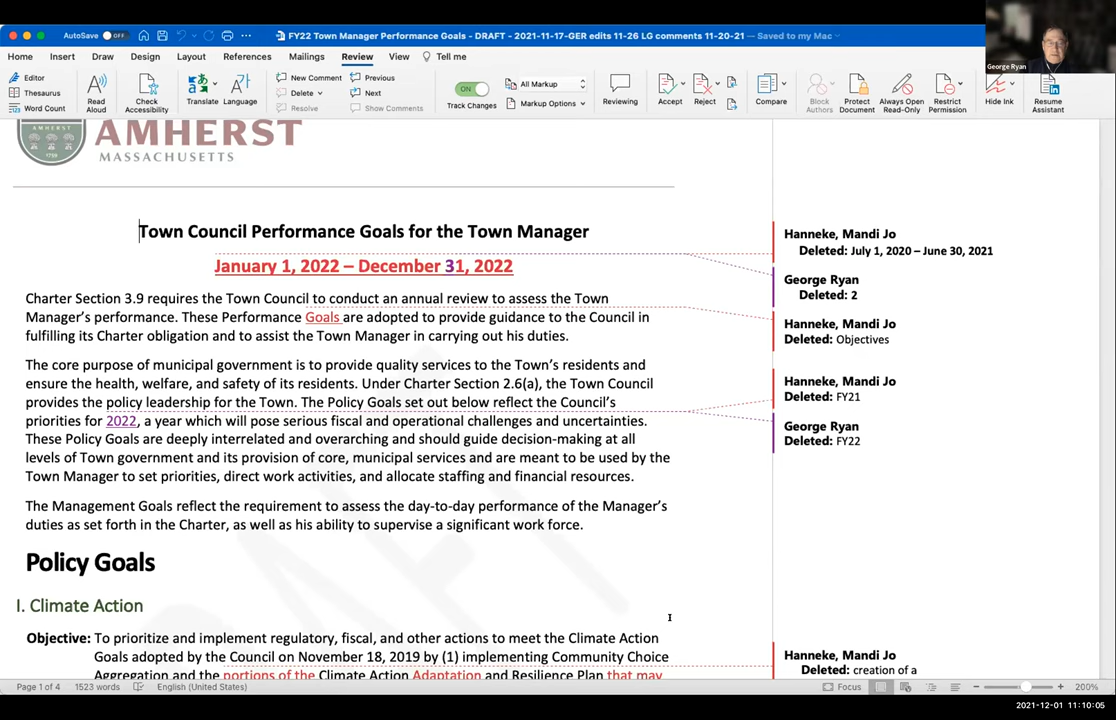 AutoSave OFF FY22 Town Manager Performance Goals - DRAFT - 2021-11-17-GER edits 11-26 LG comments 11-20-21 — Saved to my Mac
George Ryan
Home Insert Draw Design Layout References Mailings Review View Tell me
Editor
Thesaurus
Word Count
Read Aloud
Check Accessibility
Translate
Language
New Comment
Delete
Resolve
Previous
Next
Show Comments
ON
Track Changes
All Markup
Markup Options
Reviewing
Accept
Reject
Compare
Block Authors
Protect Document
Always Open Read-Only
Restrict Permission
Hide Ink
Resume Assistant
AMHERST
MASSACHUSETTS
1759
Town Council Performance Goals for the Town Manager
January 1, 2022 – December 31, 2022
Charter Section 3.9 requires the Town Council to conduct an annual review to assess the Town
Manager's performance. These Performance Goals are adopted to provide guidance to the Council in
fulfilling its Charter obligation and to assist the Town Manager in carrying out his duties.
The core purpose of municipal government is to provide quality services to the Town's residents and
ensure the health, welfare, and safety of its residents. Under Charter Section 2.6(a), the Town Council
provides the policy leadership for the Town. The Policy Goals set out below reflect the Council's
priorities for 2022, a year which will pose serious fiscal and operational challenges and uncertainties.
These Policy Goals are deeply interrelated and overarching and should guide decision-making at all
levels of Town government and its provision of core, municipal services and are meant to be used by the
Town Manager to set priorities, direct work activities, and allocate staffing and financial resources.
The Management Goals reflect the requirement to assess the day-to-day performance of the Manager's
duties as set forth in the Charter, as well as his ability to supervise a significant work force.
Policy Goals
I. Climate Action
Objective: To prioritize and implement regulatory, fiscal, and other actions to meet the Climate Action
Goals adopted by the Council on November 18, 2019 by (1) implementing Community Choice
Aggregation and the portions of the Climate Action Adaptation and Resilience Plan that may
Hanneke, Mandi Jo
Deleted: July 1, 2020 – June 30, 2021
George Ryan
Deleted: 2
Hanneke, Mandi Jo
Deleted: Objectives
Hanneke, Mandi Jo
Deleted: FY21
George Ryan
Deleted: FY22
Hanneke, Mandi Jo
Deleted: creation of a
Page 1 of 4 1523 words English (United States) Focus 200%
2021-12-01 11:10:05